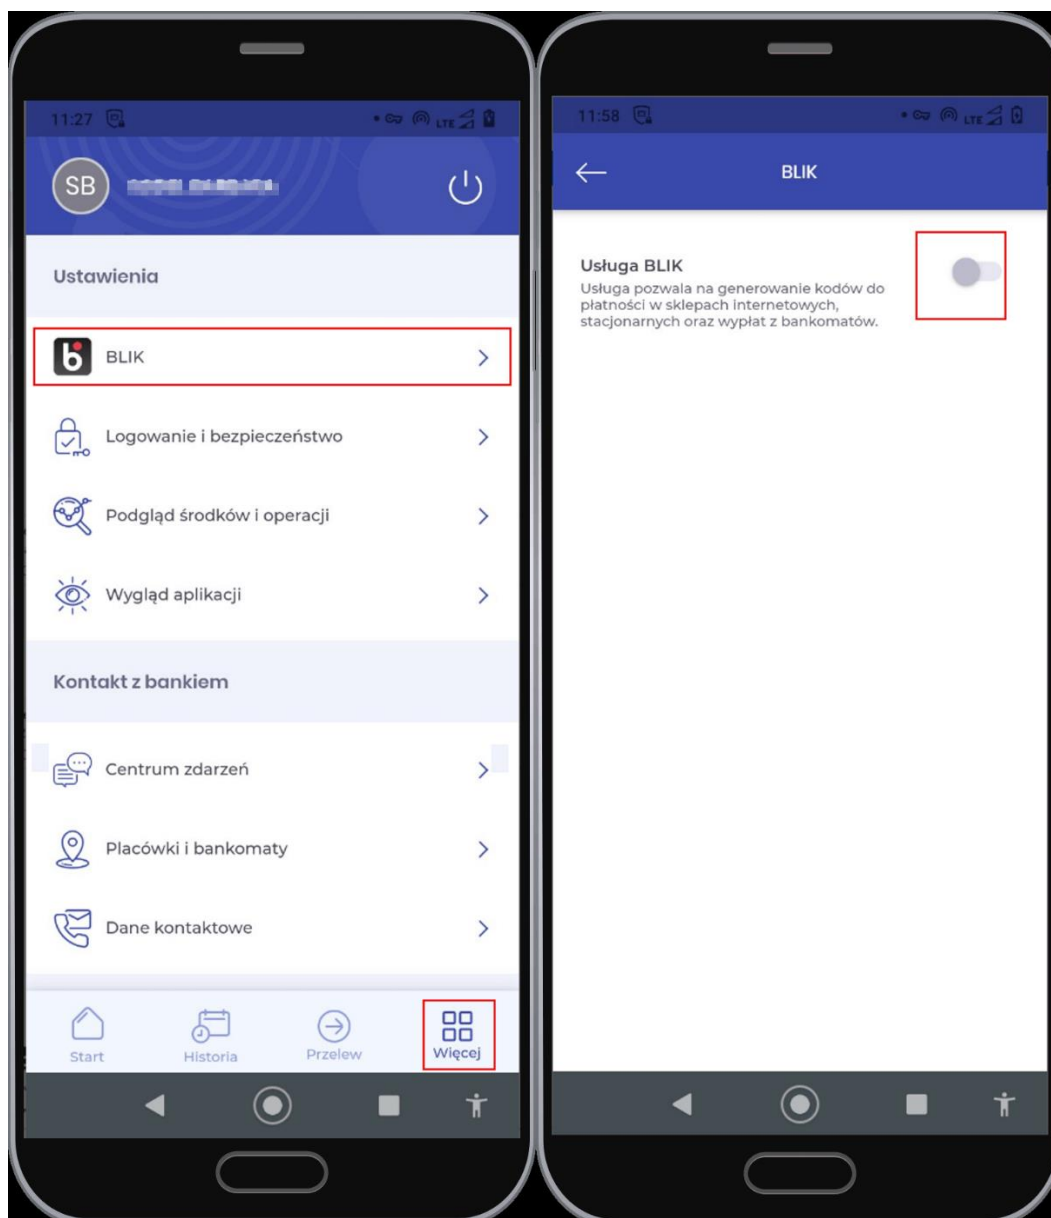 11:27
LTE
SB
Ustawienia
BLIK
Logowanie i bezpieczeństwo
Podgląd środków i operacji
Wygląd aplikacji
Kontakt z bankiem
Centrum zdarzeń
Placówki i bankomaty
Dane kontaktowe
Start
Historia
Przelew
Więcej
11:58
LTE
BLIK
Usługa BLIK
Usługa pozwala na generowanie kodów do
płatności w sklepach internetowych,
stacjonarnych oraz wypłat z bankomatów.